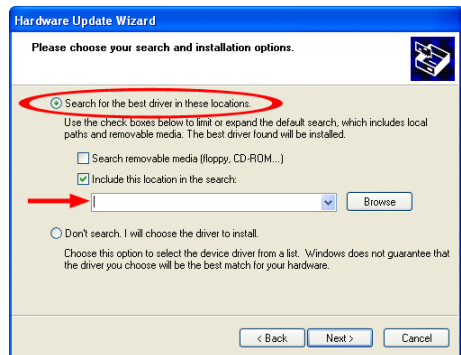 Hardware Update Wizard
Please choose your search and installation options.
Search for the best driver in these locations.
Use the check boxes below to limit or expand the default search, which includes local
paths and removable media. The best driver found will be installed.
Search removable media (floppy, CD-ROM...)
Include this location in the search:
Browse
Don't search. I will choose the driver to install.
Choose this option to select the device driver from a list. Windows does not guarantee that
the driver you choose will be the best match for your hardware.
< Back Next > Cancel